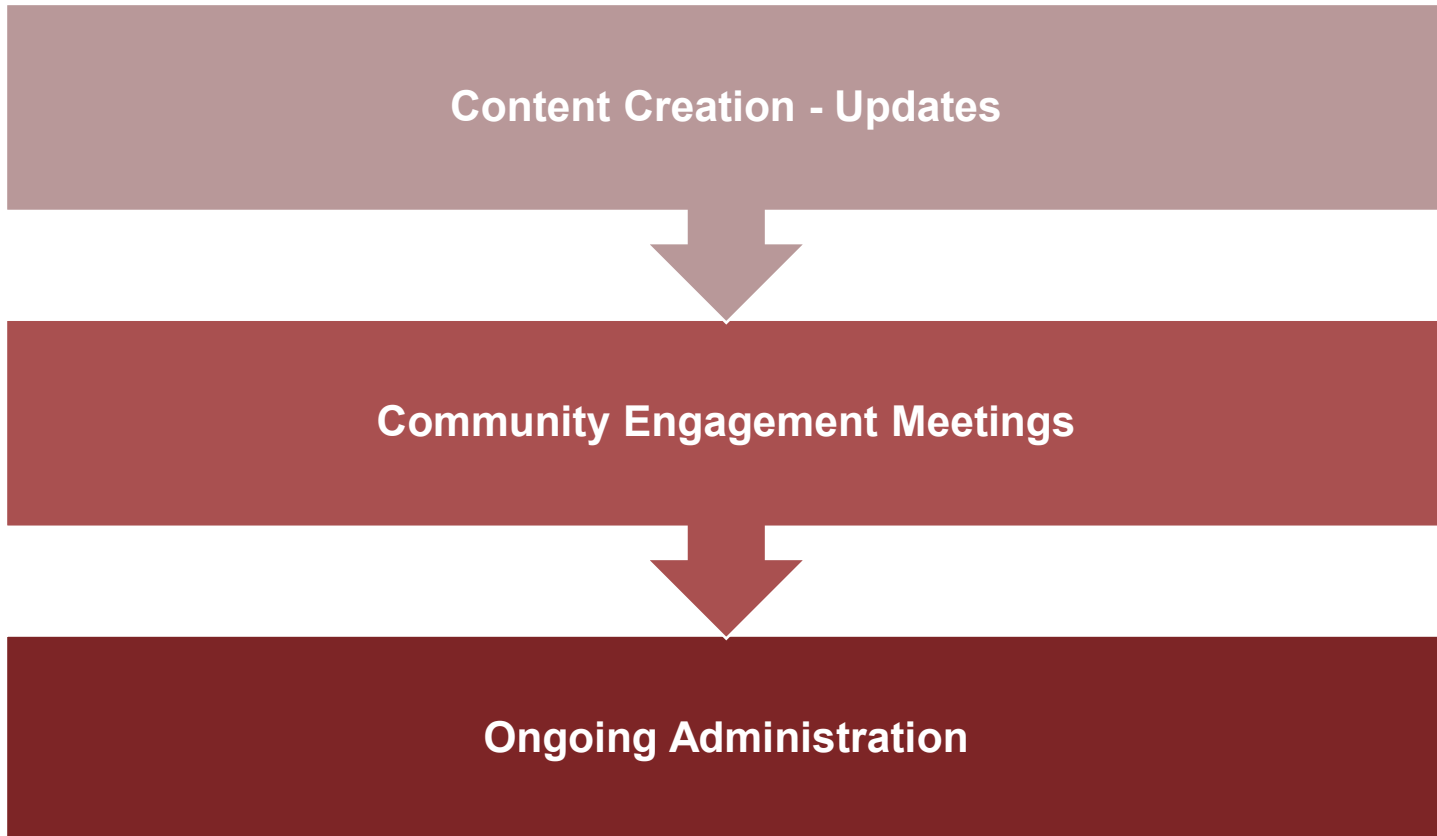 Content Creation - Updates
Community Engagement Meetings
Ongoing Administration